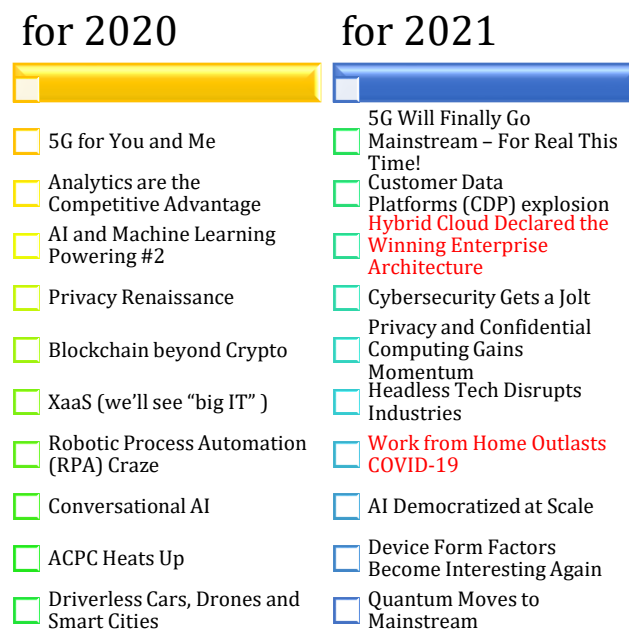 for 2020
5G for You and Me
Analytics are the
Competitive Advantage
AI and Machine Learning
Powering #2
Privacy Renaissance
Blockchain beyond Crypto
XaaS (we’ll see “big IT” )
Robotic Process Automation
(RPA) Craze
Conversational AI
ACPC Heats Up
Driverless Cars, Drones and
Smart Cities
for 2021
5G Will Finally Go
Mainstream – For Real This
Time!
Customer Data
Platforms (CDP) explosion
Hybrid Cloud Declared the
Winning Enterprise
Architecture
Cybersecurity Gets a Jolt
Privacy and Confidential
Computing Gains
Momentum
Headless Tech Disrupts
Industries
Work from Home Outlasts
COVID-19
AI Democratized at Scale
Device Form Factors
Become Interesting Again
Quantum Moves to
Mainstream